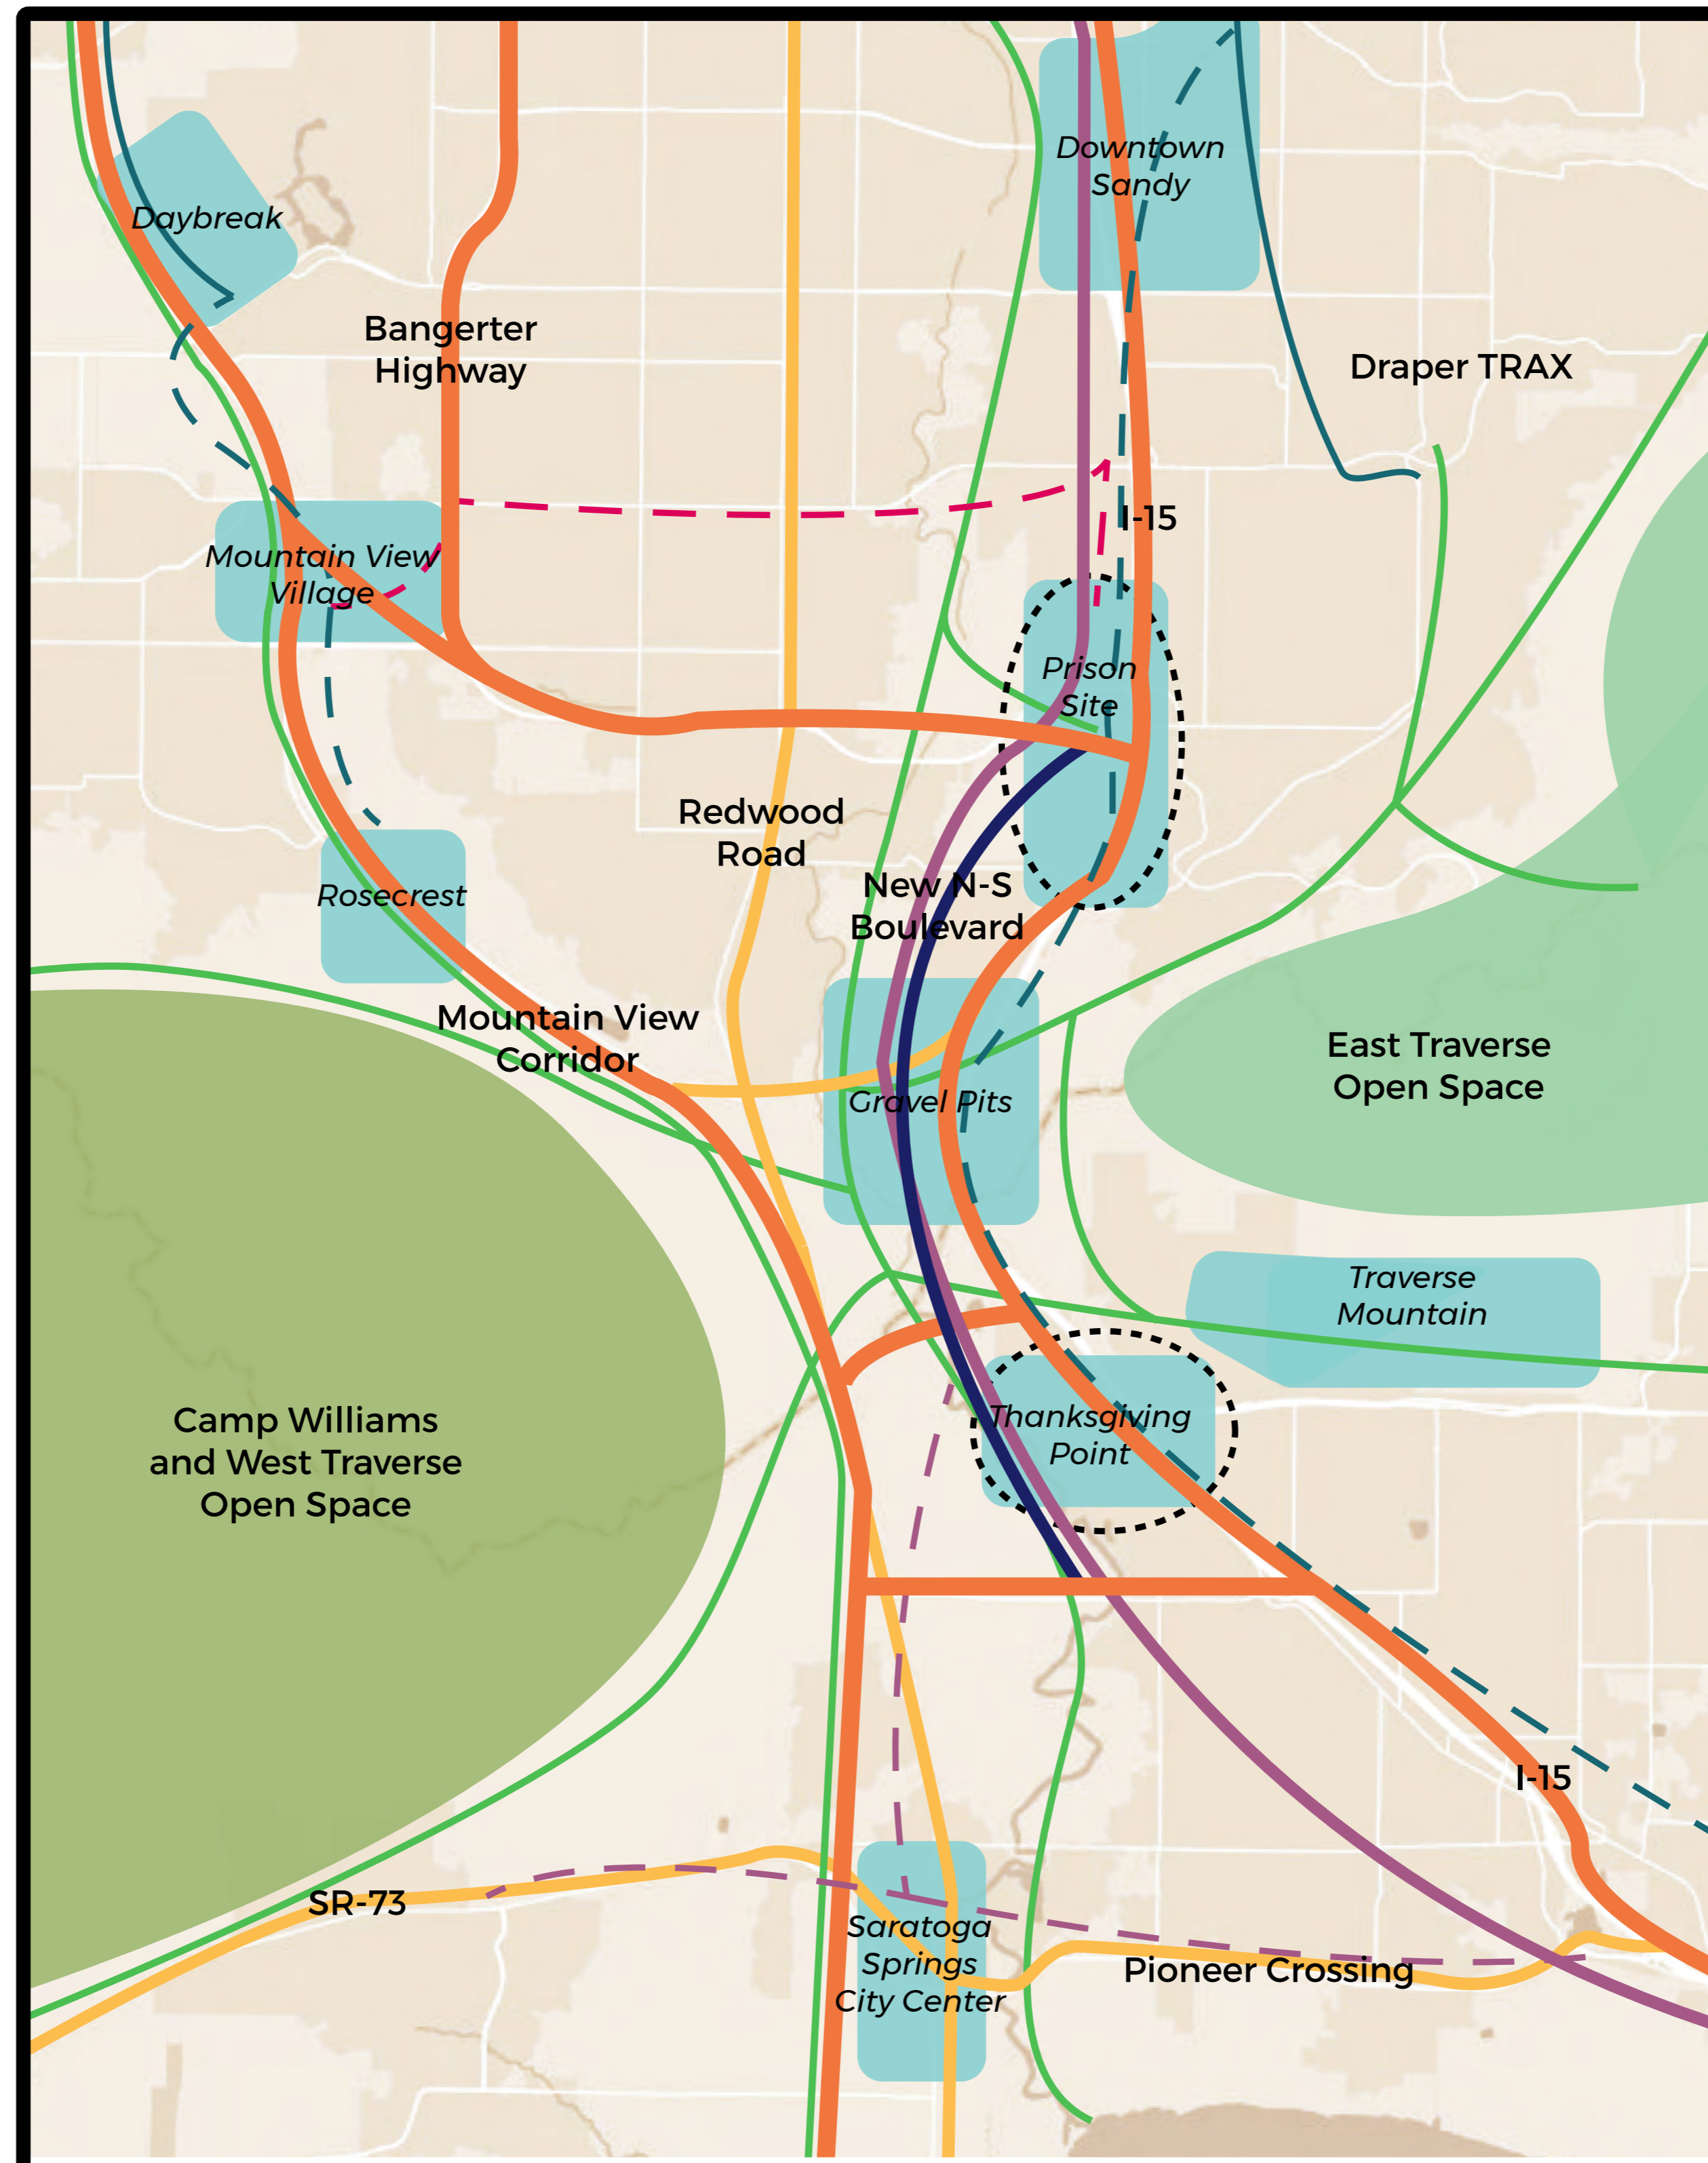 Downtown
Sandy
Daybreak
Bangerter
Highway
Draper TRAX
I-15
Mountain View
Village
Prison
Site
Redwood
Road
New N-S
Boulevard
Rosecrest
Mountain View
Corridor
East Traverse
Open Space
Gravel Pits
Traverse
Mountain
Camp Williams
and West Traverse
Open Space
Thanksgiving
Point
I-15
SR-73
Saratoga
Springs
City Center
Pioneer Crossing